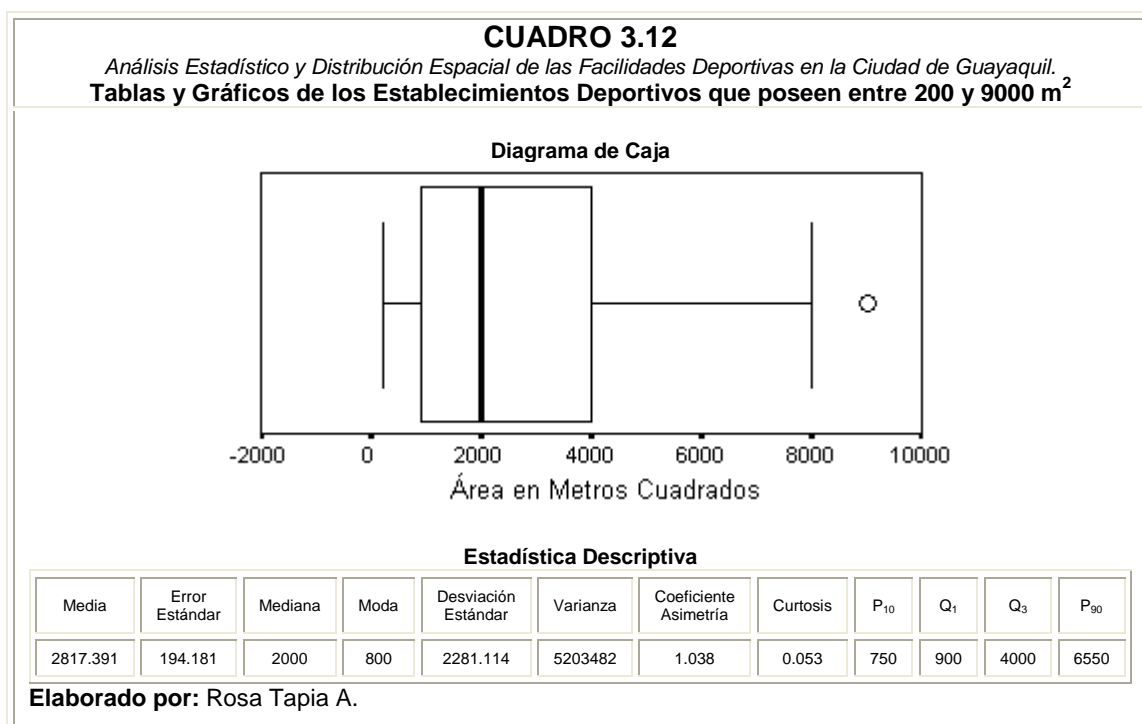 CUADRO 3.12
Análisis Estadístico y Distribución Espacial de las Facilidades Deportivas en la Ciudad de Guayaquil.
Tablas y Gráficos de los Establecimientos Deportivos que poseen entre 200 y 9000 m²
Diagrama de Caja
-2000 0 2000 4000 6000 8000 10000
Área en Metros Cuadrados
Estadística Descriptiva
Media Error Estándar Mediana Moda Desviación Estándar Varianza Coeficiente Asimetría Curtosis P₁₀ Q₁ Q₃ P₉₀
2817.391 194.181 2000 800 2281.114 5203482 1.038 0.053 750 900 4000 6550
Elaborado por: Rosa Tapia A.